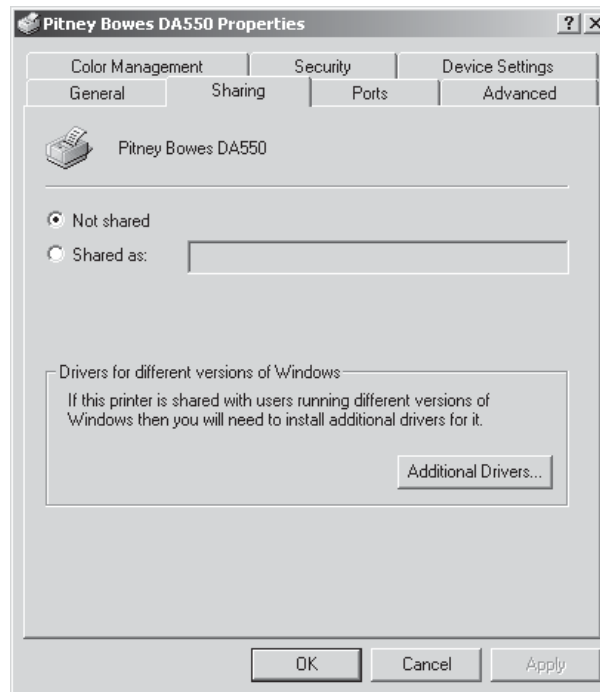 Pitney Bowes DA550 Properties
Color Management Security Device Settings
General Sharing Ports Advanced
Pitney Bowes DA550
Not shared
Shared as:
Drivers for different versions of Windows
If this printer is shared with users running different versions of
Windows then you will need to install additional drivers for it.
Additional Drivers...
OK Cancel Apply